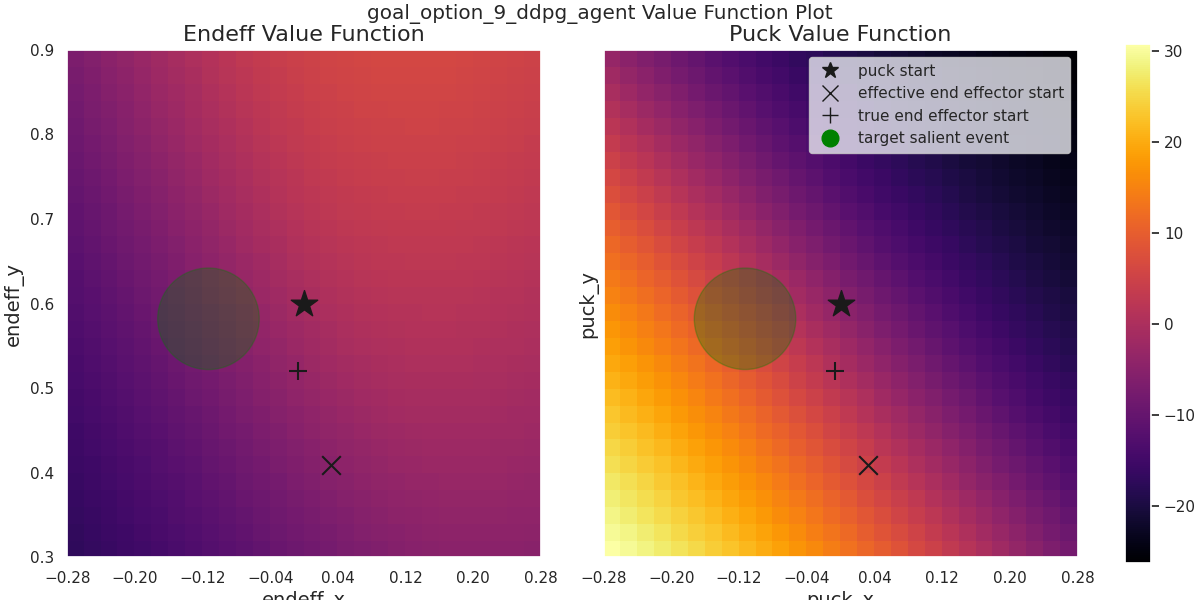 goal_option_9_ddpg_agent Value Function Plot
Endeff Value Function
Puck Value Function
puck start
effective end effector start
true end effector start
target salient event
endeff_y
0.9
0.8
0.7
0.6
0.5
0.4
0.3
−0.28 −0.20 −0.12 −0.04 0.04 0.12 0.20 0.28
endeff_x
puck_y
−0.28 −0.20 −0.12 −0.04 0.04 0.12 0.20 0.28
puck_x
30
20
10
0
−10
−20